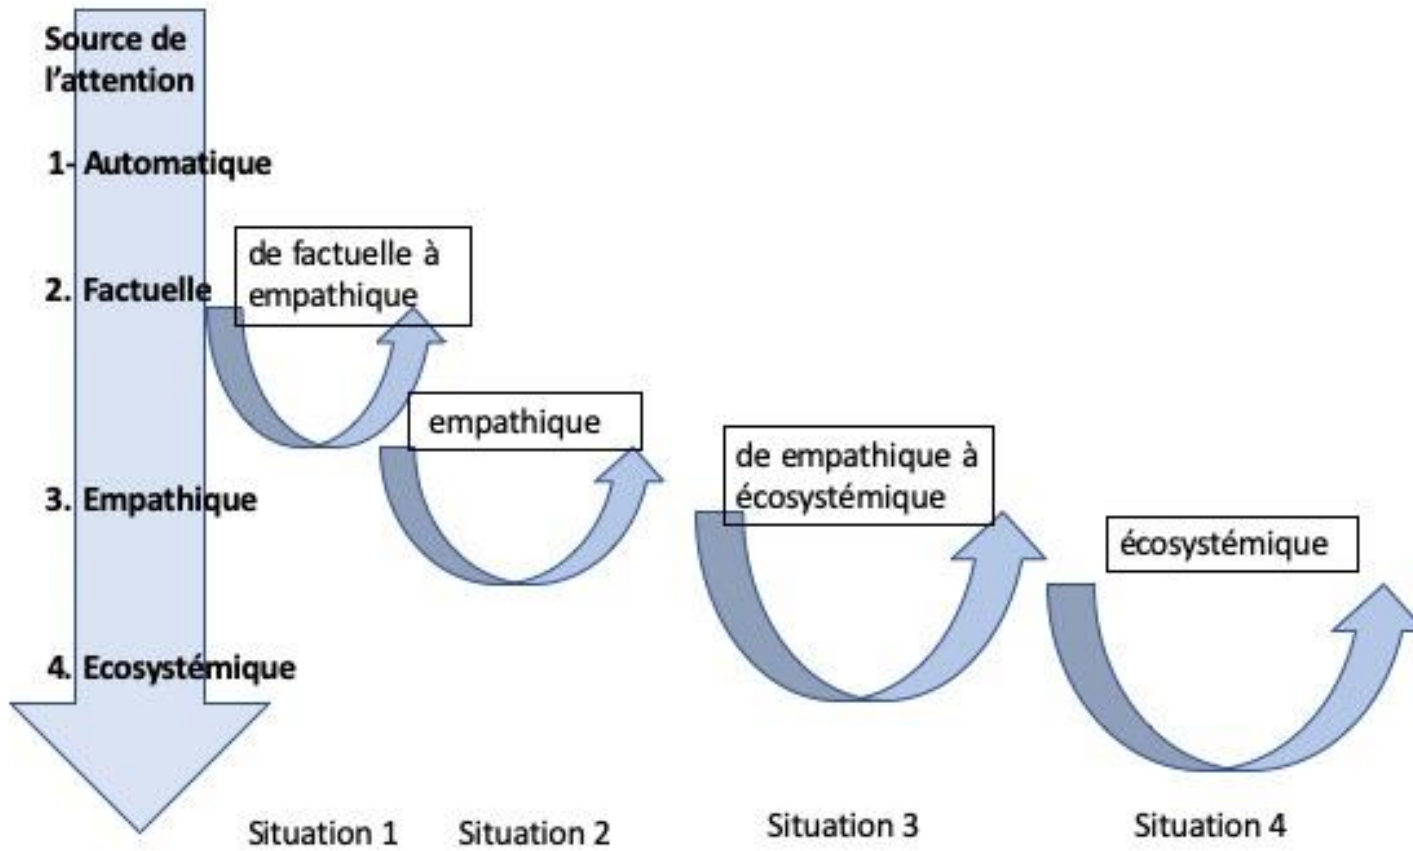 Source de
l'attention
1- Automatique
de factuelle à
empathique
2. Factuelle
empathique
de empathique à
écosystémique
3. Empathique
écosystémique
4. Ecosystémique
Situation 1
Situation 2
Situation 3
Situation 4